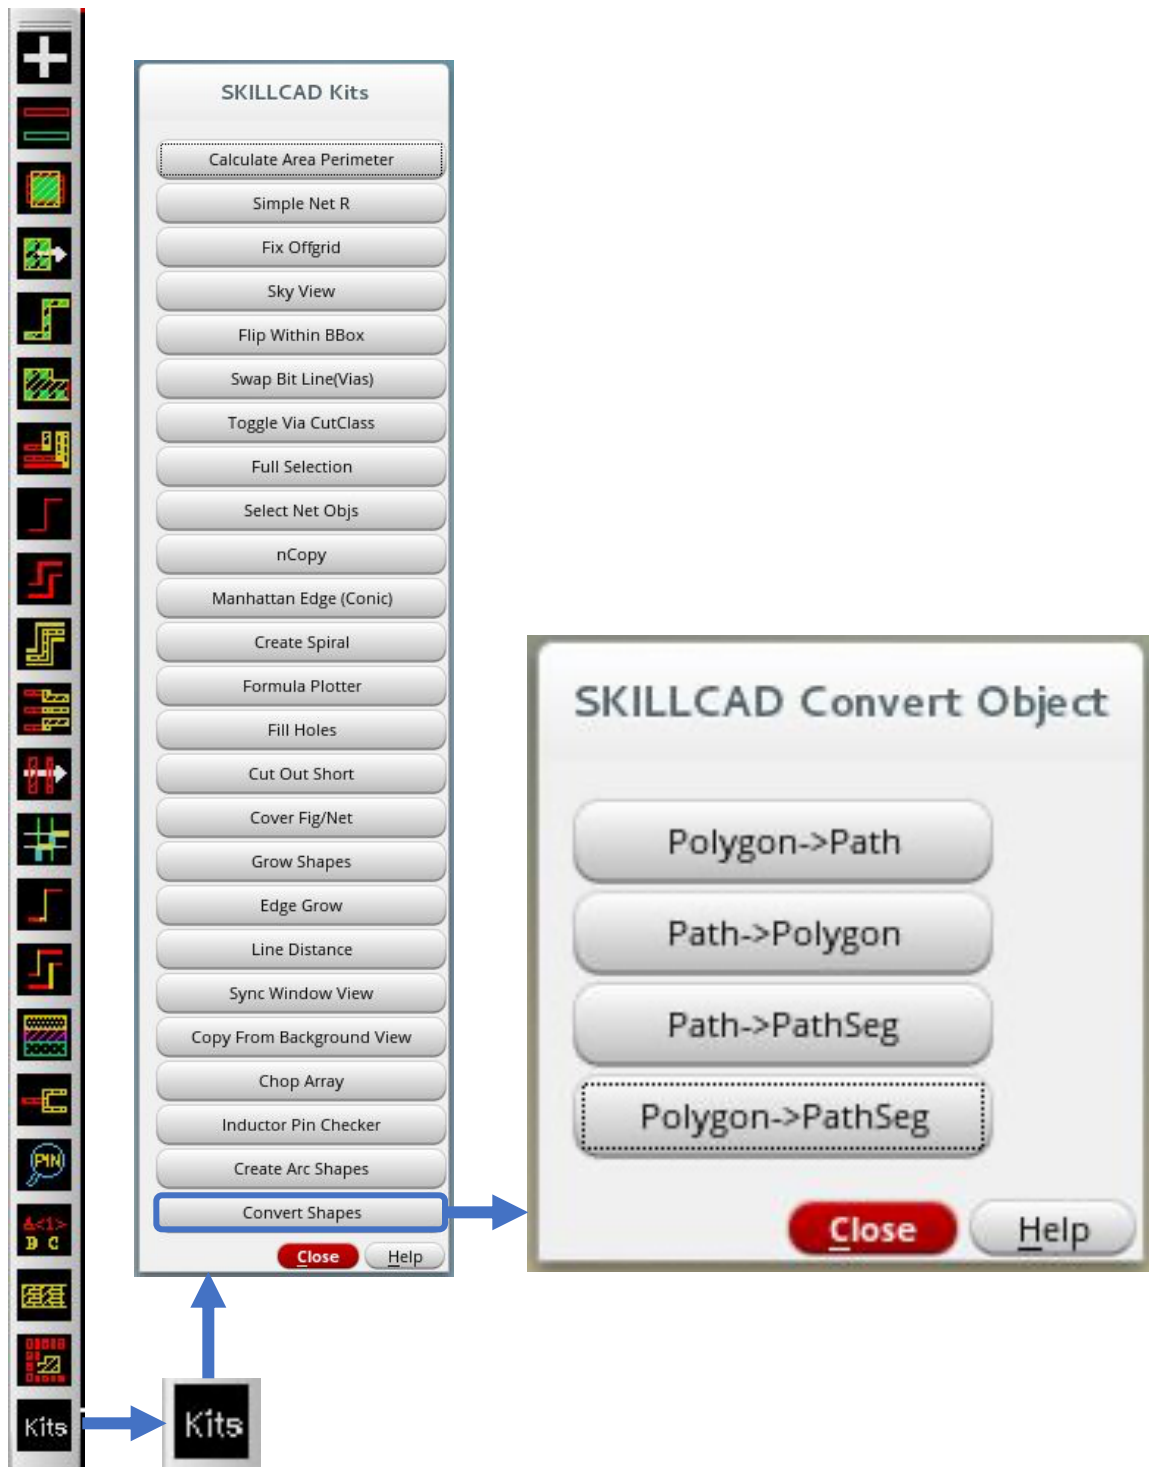 SKILLCAD Kits
Calculate Area Perimeter
Simple Net R
Fix Offgrid
Sky View
Flip Within BBox
Swap Bit Line(Vias)
Toggle Via CutClass
Full Selection
Select Net Objs
nCopy
Manhattan Edge (Conic)
Create Spiral
Formula Plotter
Fill Holes
Cut Out Short
Cover Fig/Net
Grow Shapes
Edge Grow
Line Distance
Sync Window View
Copy From Background View
Chop Array
Inductor Pin Checker
Create Arc Shapes
Convert Shapes
Close Help
SKILLCAD Convert Object
Polygon->Path
Path->Polygon
Path->PathSeg
Polygon->PathSeg
Close Help
PIN
A<1>
B C
Kits
Kits